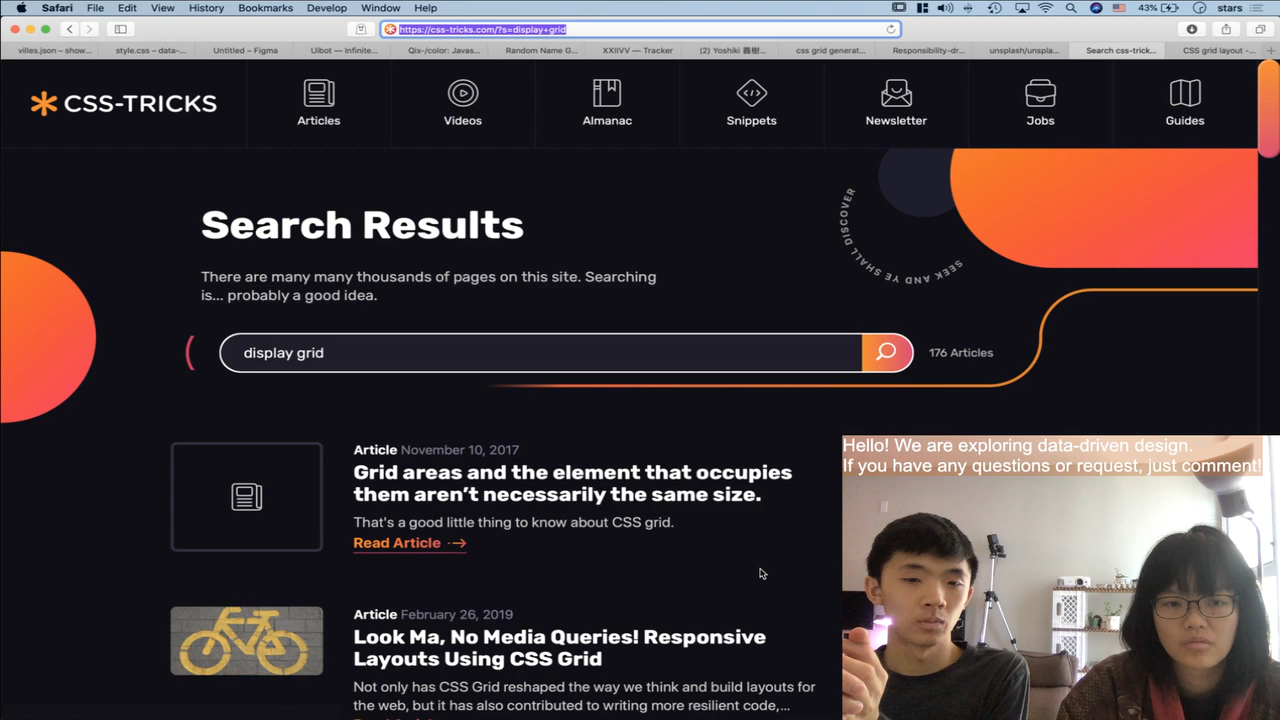 Safari File Edit View History Bookmarks Develop Window Help 43% stars
https://css-tricks.com/?s=display+grid
villes.json – show... style.css – data-... Untitled – Figma Uibot — Infinite... Qix-/color: Javas... Random Name G... XXIIVV — Tracker (2) Yoshiki 義樹... css grid generat... Responsibility-dr... unsplash/unspla... Search css-trick... CSS grid layout -...
CSS-TRICKS
Articles
Videos
Almanac
Snippets
Newsletter
Jobs
Guides
Search Results
SEEK AND YE SHALL DISCOVER
There are many many thousands of pages on this site. Searching
is... probably a good idea.
display grid
176 Articles
Article November 10, 2017
Grid areas and the element that occupies
them aren’t necessarily the same size.
That's a good little thing to know about CSS grid.
Read Article
Article February 26, 2019
Look Ma, No Media Queries! Responsive
Layouts Using CSS Grid
Not only has CSS Grid reshaped the way we think and build layouts for
the web, but it has also contributed to writing more resilient code,...
Hello! We are exploring data-driven design.
If you have any questions or request, just comment!